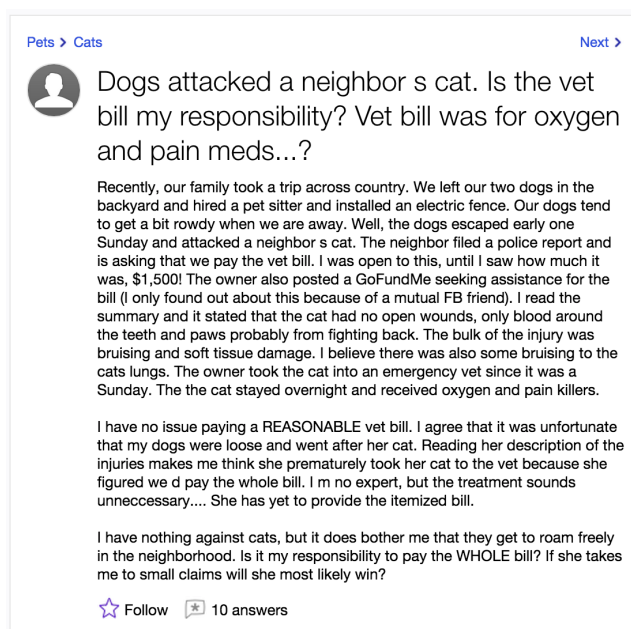 Pets > Cats
Next >
Dogs attacked a neighbor s cat. Is the vet
bill my responsibility? Vet bill was for oxygen
and pain meds...?
Recently, our family took a trip across country. We left our two dogs in the
backyard and hired a pet sitter and installed an electric fence. Our dogs tend
to get a bit rowdy when we are away. Well, the dogs escaped early one
Sunday and attacked a neighbor s cat. The neighbor filed a police report and
is asking that we pay the vet bill. I was open to this, until I saw how much it
was, $1,500! The owner also posted a GoFundMe seeking assistance for the
bill (I only found out about this because of a mutual FB friend). I read the
summary and it stated that the cat had no open wounds, only blood around
the teeth and paws probably from fighting back. The bulk of the injury was
bruising and soft tissue damage. I believe there was also some bruising to the
cats lungs. The owner took the cat into an emergency vet since it was a
Sunday. The the cat stayed overnight and received oxygen and pain killers.
I have no issue paying a REASONABLE vet bill. I agree that it was unfortunate
that my dogs were loose and went after her cat. Reading her description of the
injuries makes me think she prematurely took her cat to the vet because she
figured we d pay the whole bill. I m no expert, but the treatment sounds
unneccessary.... She has yet to provide the itemized bill.
I have nothing against cats, but it does bother me that they get to roam freely
in the neighborhood. Is it my responsibility to pay the WHOLE bill? If she takes
me to small claims will she most likely win?
Follow 10 answers